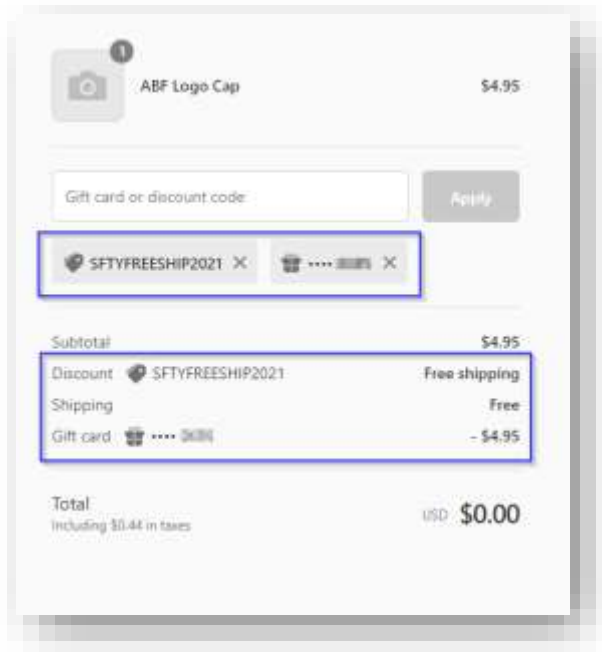 1
ABF Logo Cap $4.95
Gift card or discount code Apply
SFTYFREESHIP2021 × •••• ×
Subtotal $4.95
Discount SFTYFREESHIP2021 Free shipping
Shipping Free
Gift card •••• - $4.95
Total
Including $0.44 in taxes USD $0.00